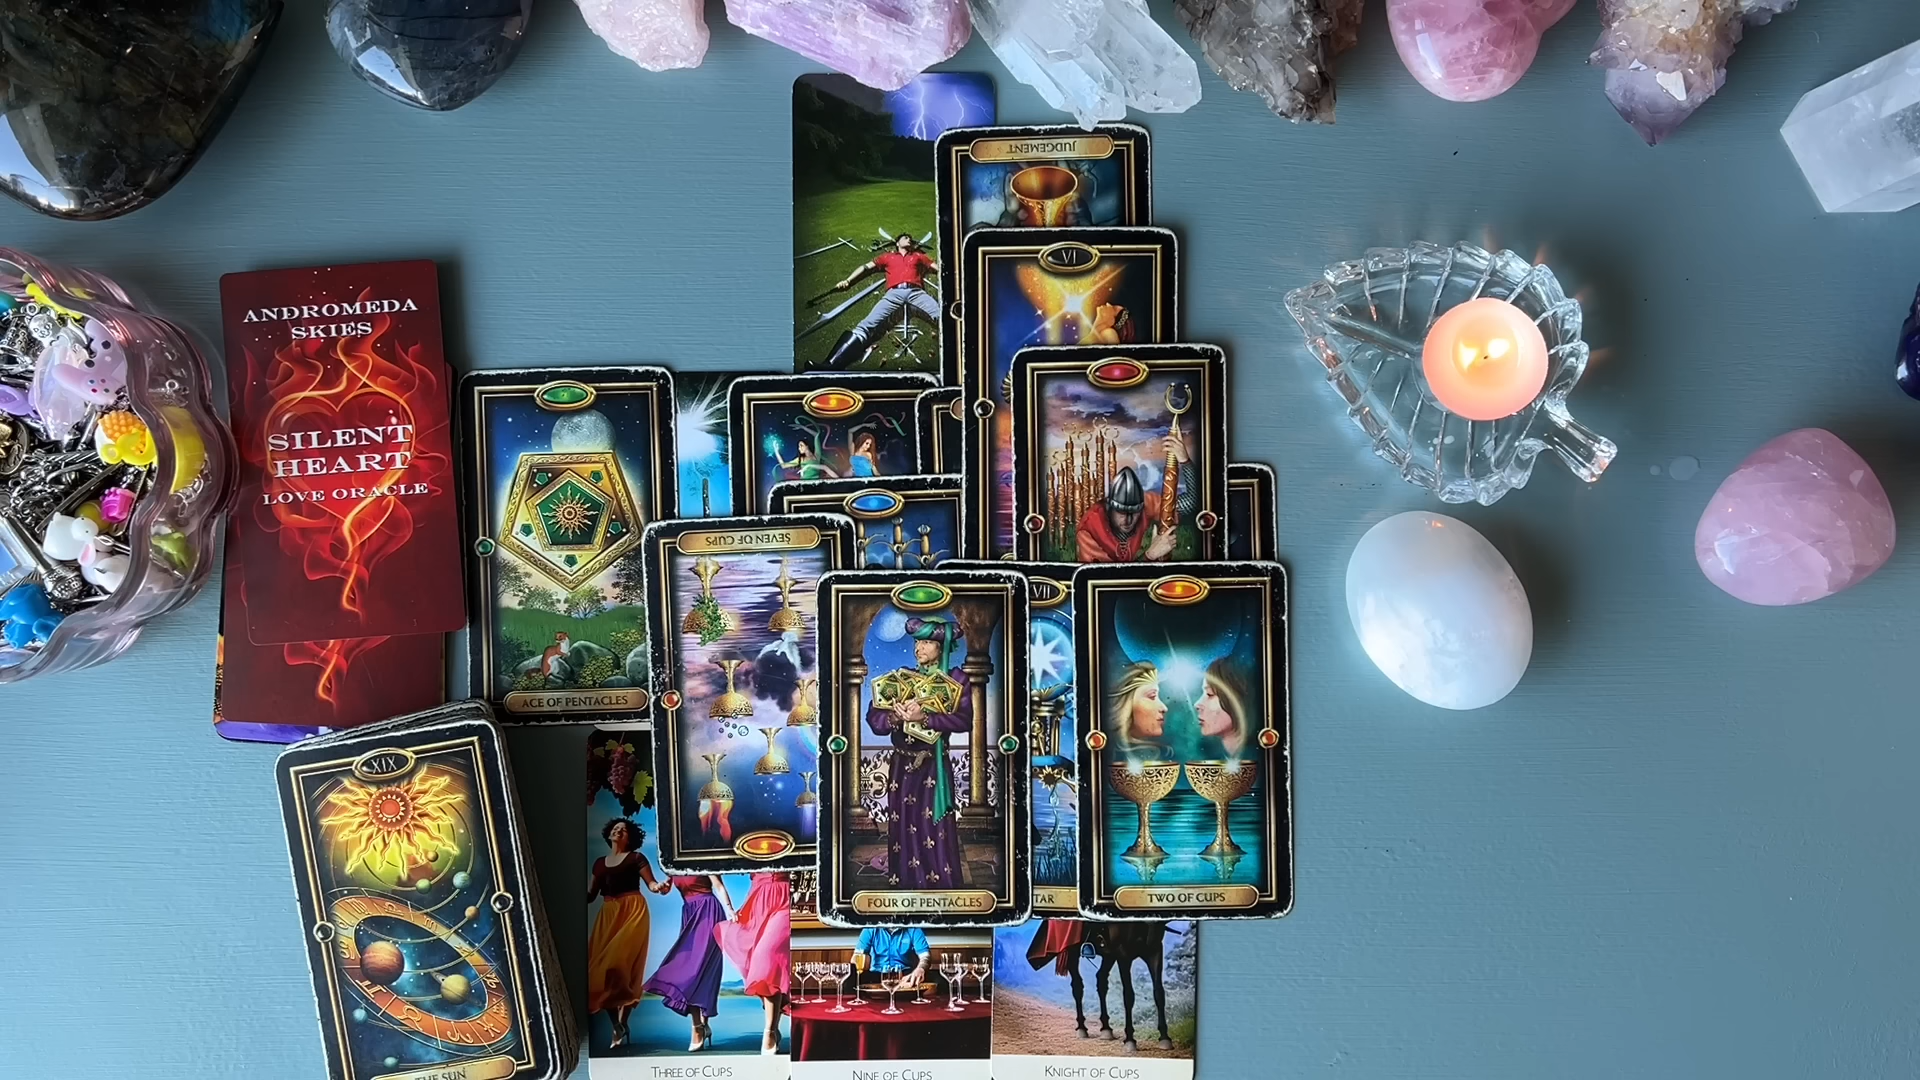 JUDGEMENT
VI
ANDROMEDA
SKIES
SILENT
HEART
LOVE ORACLE
SEVEN OF CUPS
VII
ACE OF PENTACLES
XIX
FOUR OF PENTACLES
TAR
TWO OF CUPS
THE SUN
THREE OF CUPS
NINE OF CUPS
KNIGHT OF CUPS